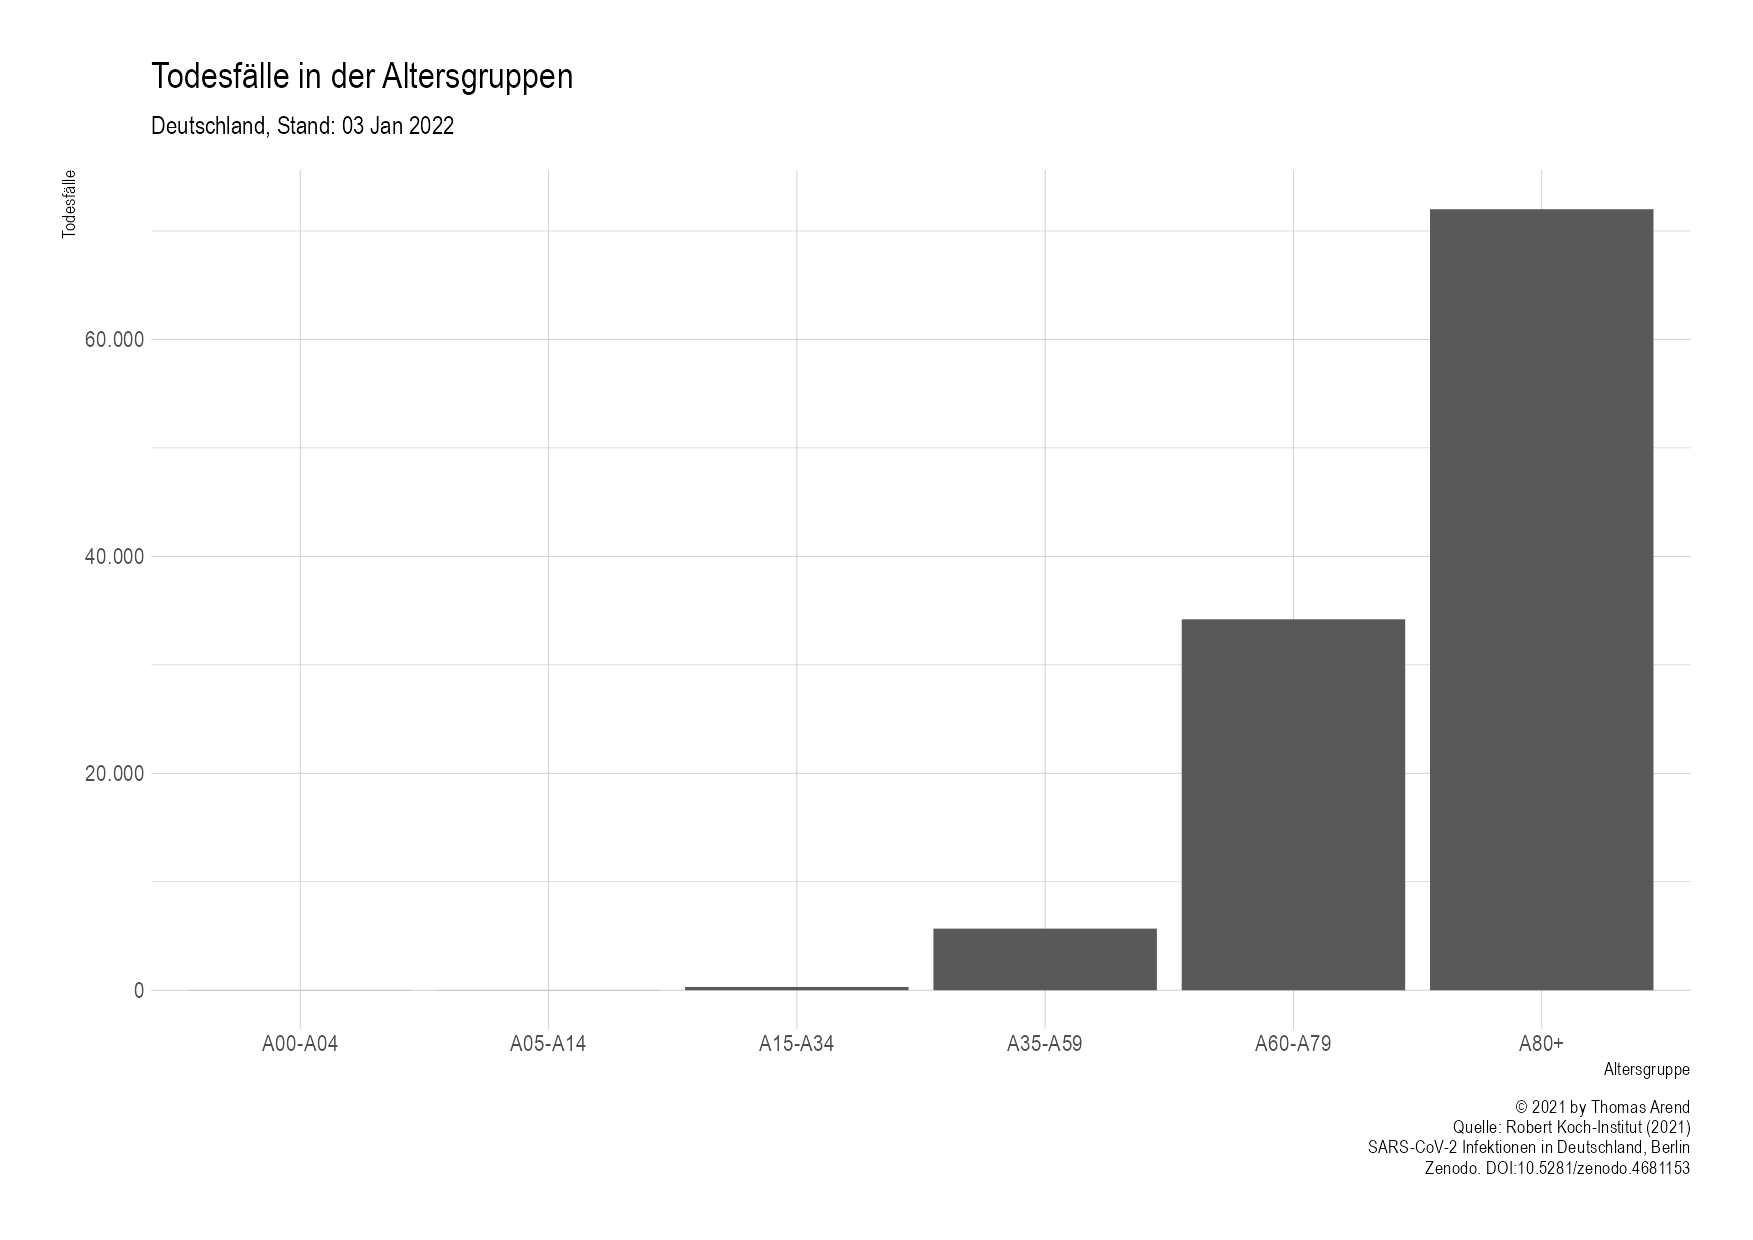 Todesfälle in der Altersgruppen
Deutschland, Stand: 03 Jan 2022
Todesfälle
60.000
40.000
20.000
0
A00-A04 A05-A14 A15-A34 A35-A59 A60-A79 A80+
Altersgruppe
© 2021 by Thomas Arend
Quelle: Robert Koch-Institut (2021)
SARS-CoV-2 Infektionen in Deutschland, Berlin
Zenodo. DOI:10.5281/zenodo.4681153